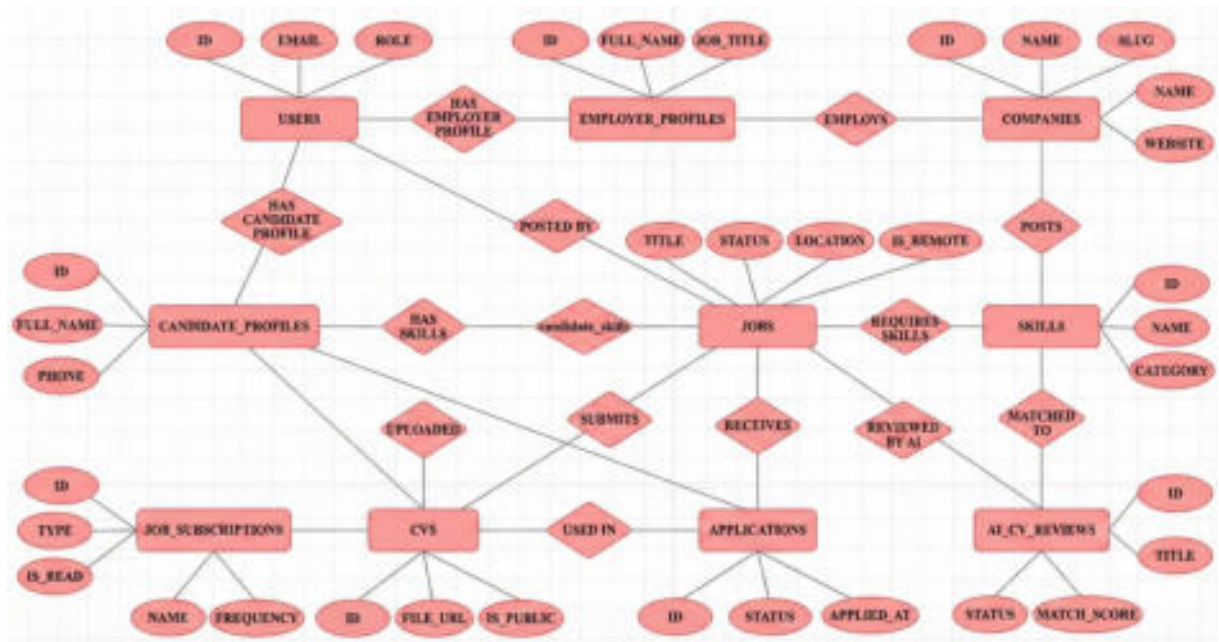 ID
EMAIL
ROLE
ID
FULL_NAME
JOB_TITLE
ID
NAME
SLUG
USERS
HAS
EMPLOYER
PROFILE
EMPLOYER_PROFILES
EMPLOYS
COMPANIES
NAME
WEBSITE
HAS
CANDIDATE
PROFILE
POSTED BY
TITLE
STATUS
LOCATION
IS_REMOTE
POSTS
ID
FULL_NAME
PHONE
CANDIDATE_PROFILES
HAS
SKILLS
candidate_skills
JOBS
REQUIRES
SKILLS
SKILLS
ID
NAME
CATEGORY
UPLOADED
SUBMITS
RECEIVES
REVIEWED
BY AI
MATCHED
TO
ID
TYPE
IS_READ
JOB_SUBSCRIPTIONS
CVS
USED IN
APPLICATIONS
AI_CV_REVIEWS
ID
TITLE
NAME
FREQUENCY
ID
FILE_URL
IS_PUBLIC
ID
STATUS
APPLIED_AT
STATUS
MATCH_SCORE